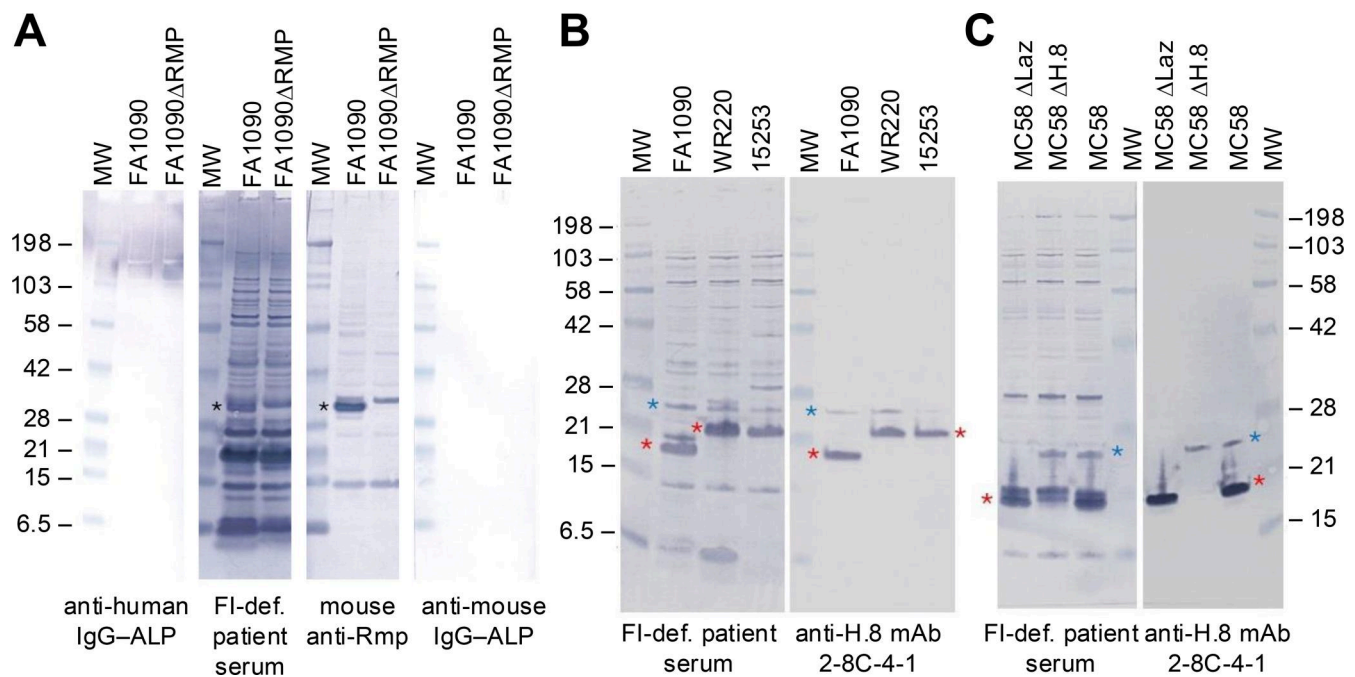 A
B
C
MW
FA1090
FA1090ΔRMP
MW
FA1090
FA1090ΔRMP
MW
FA1090
FA1090ΔRMP
MW
FA1090
FA1090ΔRMP
198 –
103 –
58 –
42 –
28 –
21 –
15 –
6.5 –
*
*
anti-human
IgG–ALP
FI-def.
patient
serum
mouse
anti-Rmp
anti-mouse
IgG–ALP
MW
FA1090
WR220
15253
MW
FA1090
WR220
15253
198 –
103 –
58 –
42 –
28 –
21 –
15 –
6.5 –
*
*
*
*
*
*
FI-def. patient
serum
anti-H.8 mAb
2-8C-4-1
MC58 ΔLaz
MC58 ΔH.8
MC58
MW
MC58 ΔLaz
MC58 ΔH.8
MC58
MW
–198
–103
– 58
– 42
– 28
– 21
– 15
*
*
*
*
FI-def. patient
serum
anti-H.8 mAb
2-8C-4-1